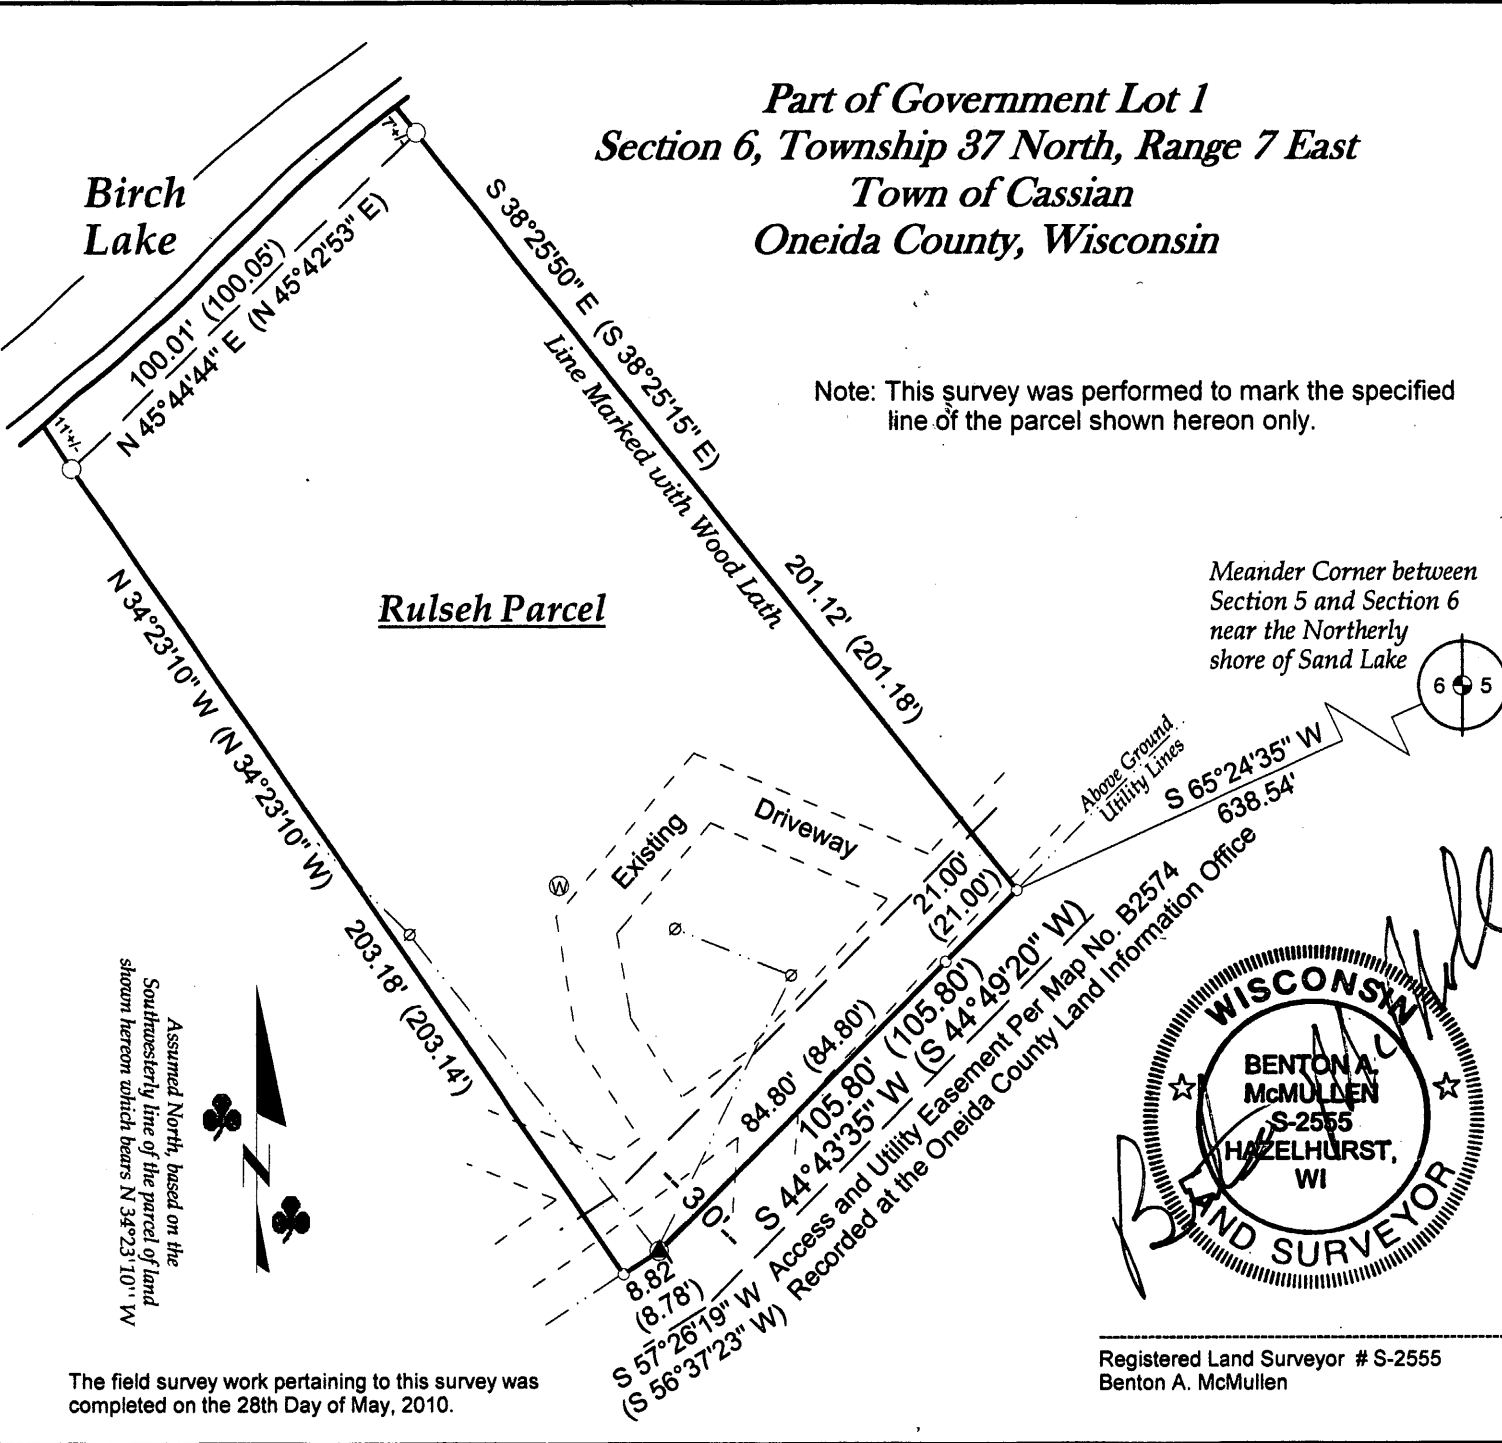 Part of Government Lot 1
Section 6, Township 37 North, Range 7 East
Town of Cassian
Oneida County, Wisconsin
Birch
Lake
7'+/-
100.01' (100.05')
N 45°44'44" E (N 45°42'53" E)
11'+/-
S 38°25'50" E (S 38°25'15" E)
Line Marked with Wood Lath
201.12' (201.18')
Note: This survey was performed to mark the specified
line of the parcel shown hereon only.
Rulseh Parcel
N 34°23'10" W (N 34°23'10" W)
203.18' (203.14')
Meander Corner between
Section 5 and Section 6
near the Northerly
shore of Sand Lake
6 5
Above Ground
Utility Lines
S 65°24'35" W
638.54'
Existing
Driveway
W
21.00'
(21.00')
84.80' (84.80')
105.80' (105.80')
S 44°43'35" W (S 44°49'20" W)
Access and Utility Easement Per Map No. B2574
Recorded at the Oneida County Land Information Office
30'
8.82'
(8.78')
S 57°26'19" W
(S 56°37'23" W)
Assumed North, based on the
Southwesterly line of the parcel of land
shown hereon which bears N 34°23'10" W
N
WISCONSIN
BENTON A.
McMULLEN
S-2555
HAZELHURST,
WI
LAND SURVEYOR
The field survey work pertaining to this survey was
completed on the 28th Day of May, 2010.
Registered Land Surveyor # S-2555
Benton A. McMullen